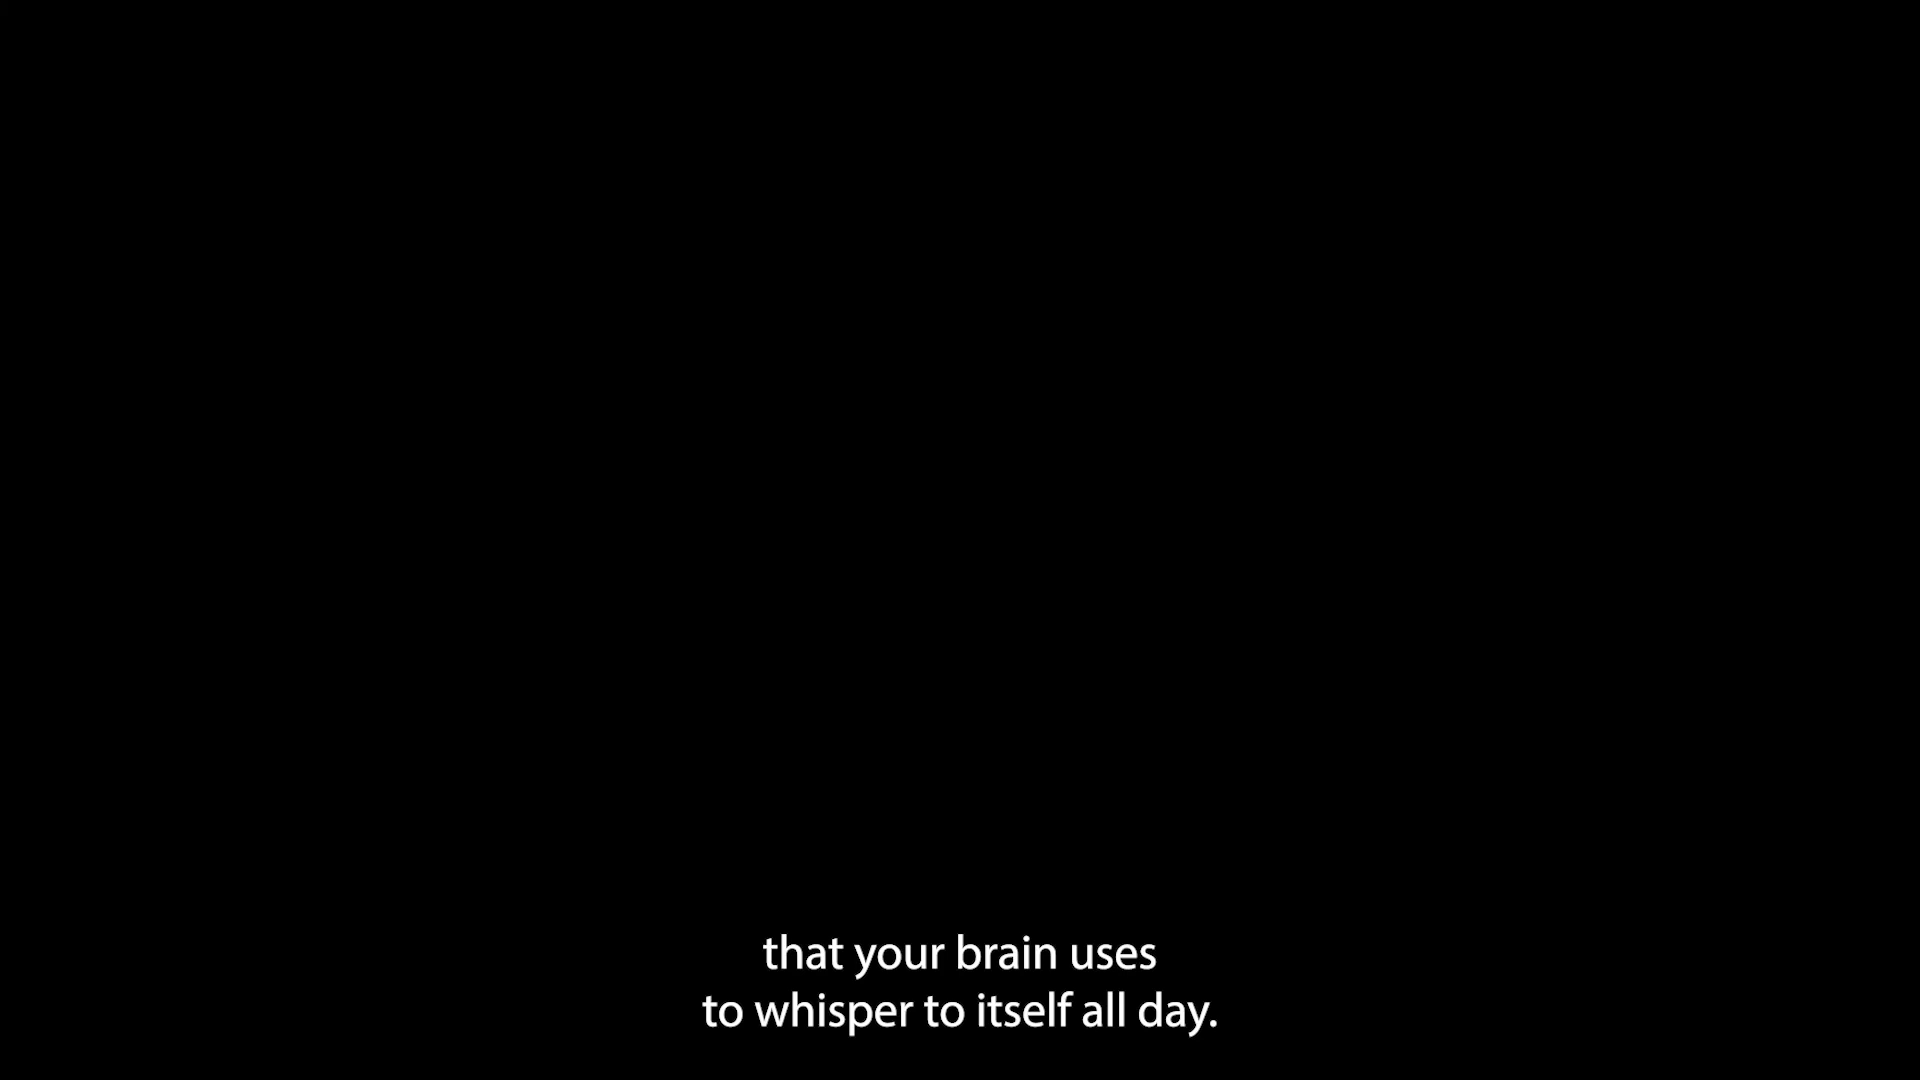 that your brain uses
to whisper to itself all day.